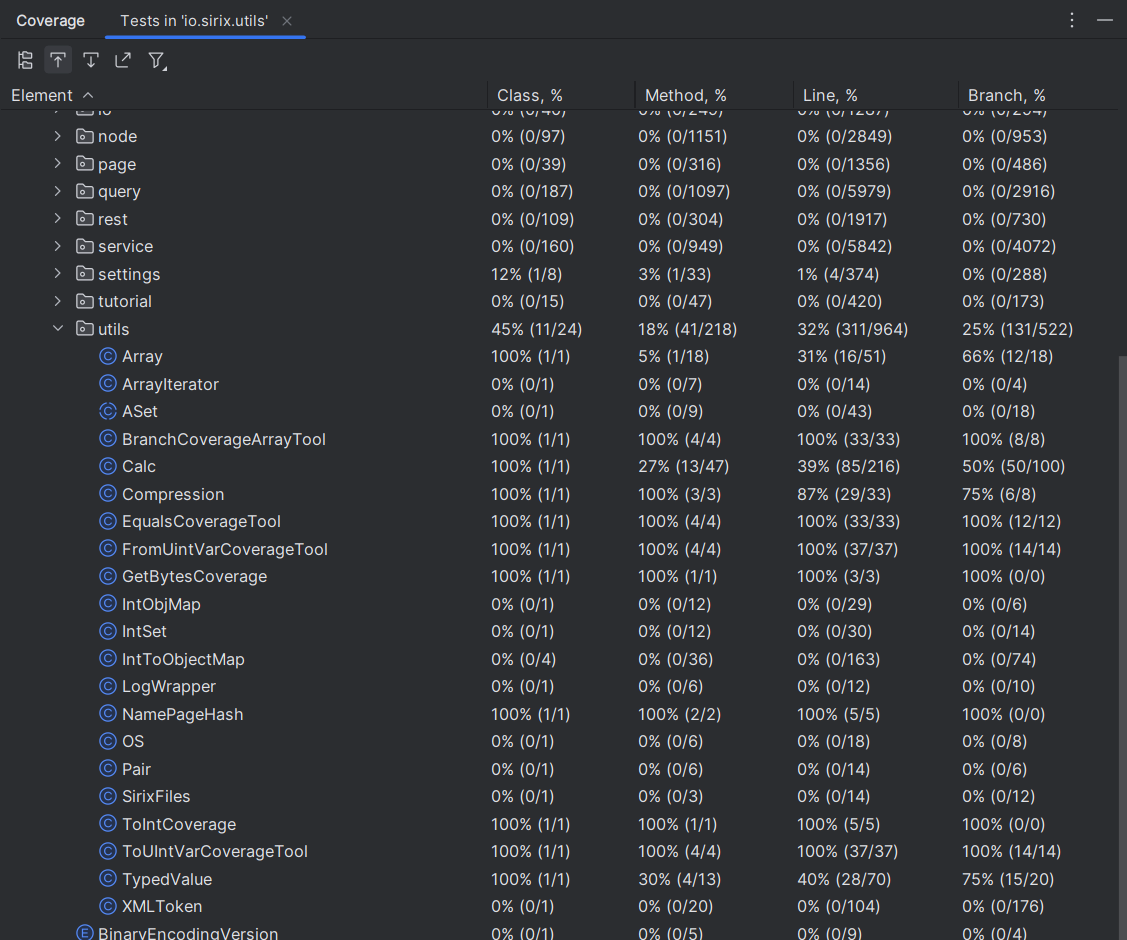 Coverage Tests in 'io.sirix.utils'
Element Class, % Method, % Line, % Branch, %
io 0% (0/40) 0% (0/249) 0% (0/1287) 0% (0/294)
node 0% (0/97) 0% (0/1151) 0% (0/2849) 0% (0/953)
page 0% (0/39) 0% (0/316) 0% (0/1356) 0% (0/486)
query 0% (0/187) 0% (0/1097) 0% (0/5979) 0% (0/2916)
rest 0% (0/109) 0% (0/304) 0% (0/1917) 0% (0/730)
service 0% (0/160) 0% (0/949) 0% (0/5842) 0% (0/4072)
settings 12% (1/8) 3% (1/33) 1% (4/374) 0% (0/288)
tutorial 0% (0/15) 0% (0/47) 0% (0/420) 0% (0/173)
utils 45% (11/24) 18% (41/218) 32% (311/964) 25% (131/522)
Array 100% (1/1) 5% (1/18) 31% (16/51) 66% (12/18)
ArrayIterator 0% (0/1) 0% (0/7) 0% (0/14) 0% (0/4)
ASet 0% (0/1) 0% (0/9) 0% (0/43) 0% (0/18)
BranchCoverageArrayTool 100% (1/1) 100% (4/4) 100% (33/33) 100% (8/8)
Calc 100% (1/1) 27% (13/47) 39% (85/216) 50% (50/100)
Compression 100% (1/1) 100% (3/3) 87% (29/33) 75% (6/8)
EqualsCoverageTool 100% (1/1) 100% (4/4) 100% (33/33) 100% (12/12)
FromUintVarCoverageTool 100% (1/1) 100% (4/4) 100% (37/37) 100% (14/14)
GetBytesCoverage 100% (1/1) 100% (1/1) 100% (3/3) 100% (0/0)
IntObjMap 0% (0/1) 0% (0/12) 0% (0/29) 0% (0/6)
IntSet 0% (0/1) 0% (0/12) 0% (0/30) 0% (0/14)
IntToObjectMap 0% (0/4) 0% (0/36) 0% (0/163) 0% (0/74)
LogWrapper 0% (0/1) 0% (0/6) 0% (0/12) 0% (0/10)
NamePageHash 100% (1/1) 100% (2/2) 100% (5/5) 100% (0/0)
OS 0% (0/1) 0% (0/6) 0% (0/18) 0% (0/8)
Pair 0% (0/1) 0% (0/6) 0% (0/14) 0% (0/6)
SirixFiles 0% (0/1) 0% (0/3) 0% (0/14) 0% (0/12)
ToIntCoverage 100% (1/1) 100% (1/1) 100% (5/5) 100% (0/0)
ToUIntVarCoverageTool 100% (1/1) 100% (4/4) 100% (37/37) 100% (14/14)
TypedValue 100% (1/1) 30% (4/13) 40% (28/70) 75% (15/20)
XMLToken 0% (0/1) 0% (0/20) 0% (0/104) 0% (0/176)
BinaryEncodingVersion 0% (0/1) 0% (0/5) 0% (0/9) 0% (0/4)